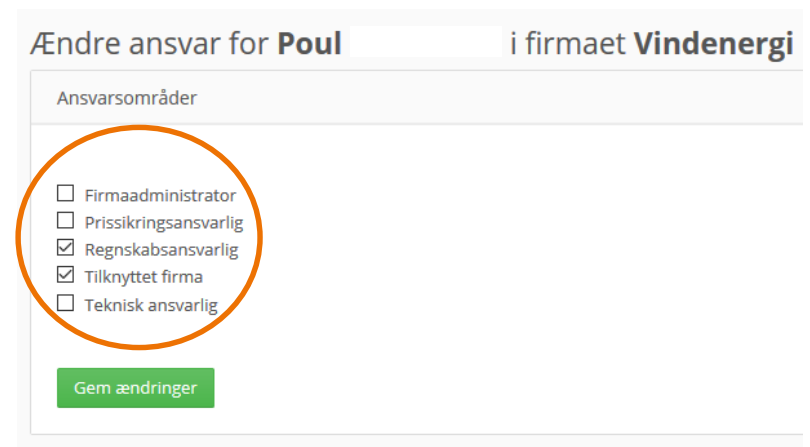 Ændre ansvar for Poul i firmaet Vindenergi
Ansvarsområder
Firmaadministrator
Prissikringsansvarlig
Regnskabsansvarlig
Tilknyttet firma
Teknisk ansvarlig
Gem ændringer